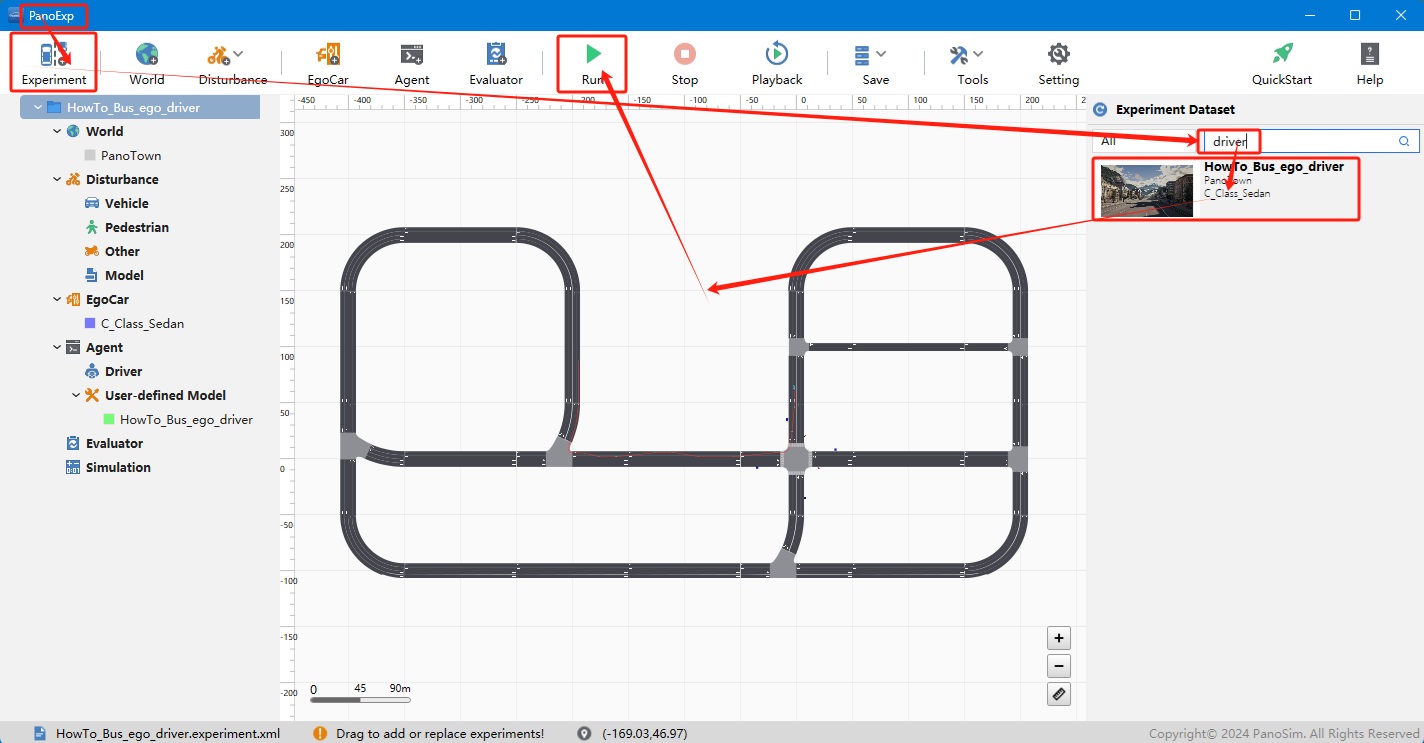 PanoExp
Experiment
World
Disturbance
EgoCar
Agent
Evaluator
Run
Stop
Playback
Save
Tools
Setting
QuickStart
Help
HowTo_Bus_ego_driver
World
PanoTown
Disturbance
Vehicle
Pedestrian
Other
Model
EgoCar
C_Class_Sedan
Agent
Driver
User-defined Model
HowTo_Bus_ego_driver
Evaluator
Simulation
-450 -400 -350 -300 -250 -200 -150 -100 -50 0 50 100 150 200
300
250
200
150
100
50
0
-50
-100
-150
-200
0 45 90m
+
−
Experiment Dataset
All
driver
HowTo_Bus_ego_driver
PanoTown
C_Class_Sedan
HowTo_Bus_ego_driver.experiment.xml
Drag to add or replace experiments!
(-169.03,46.97)
Copyright© 2024 PanoSim. All Rights Reserved